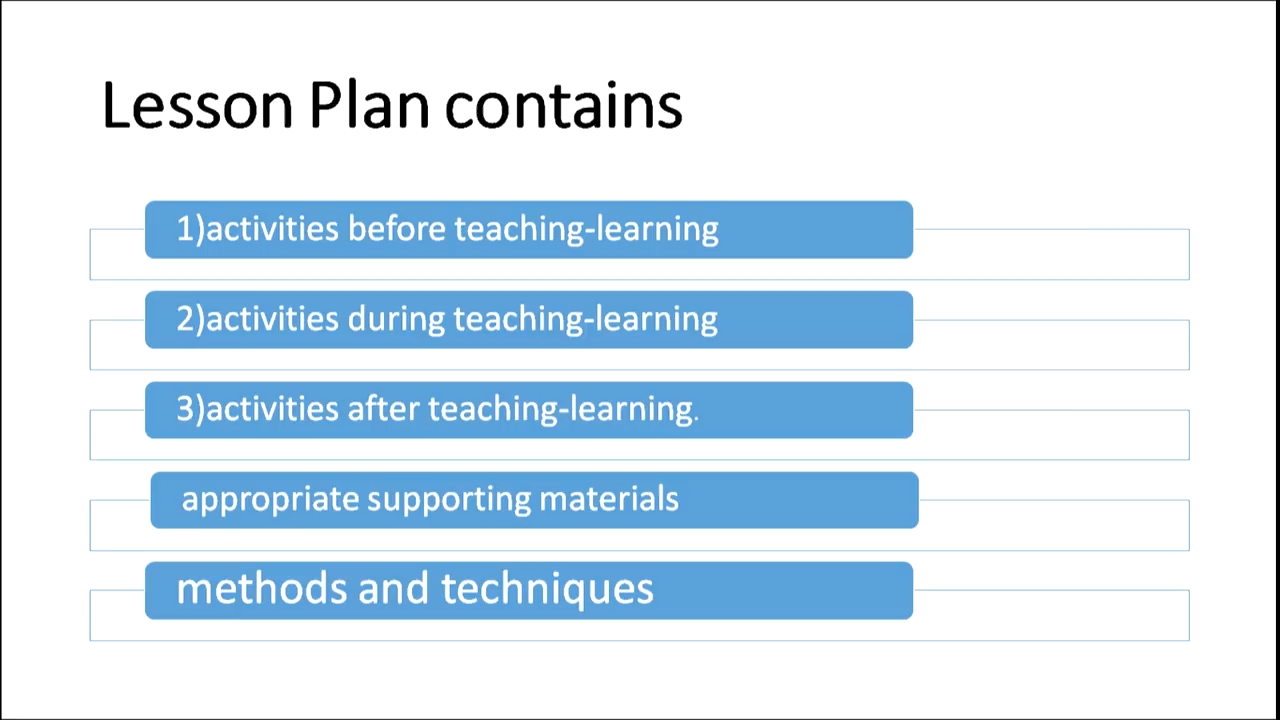 Lesson Plan contains
1)activities before teaching-learning
2)activities during teaching-learning
3)activities after teaching-learning.
appropriate supporting materials
methods and techniques